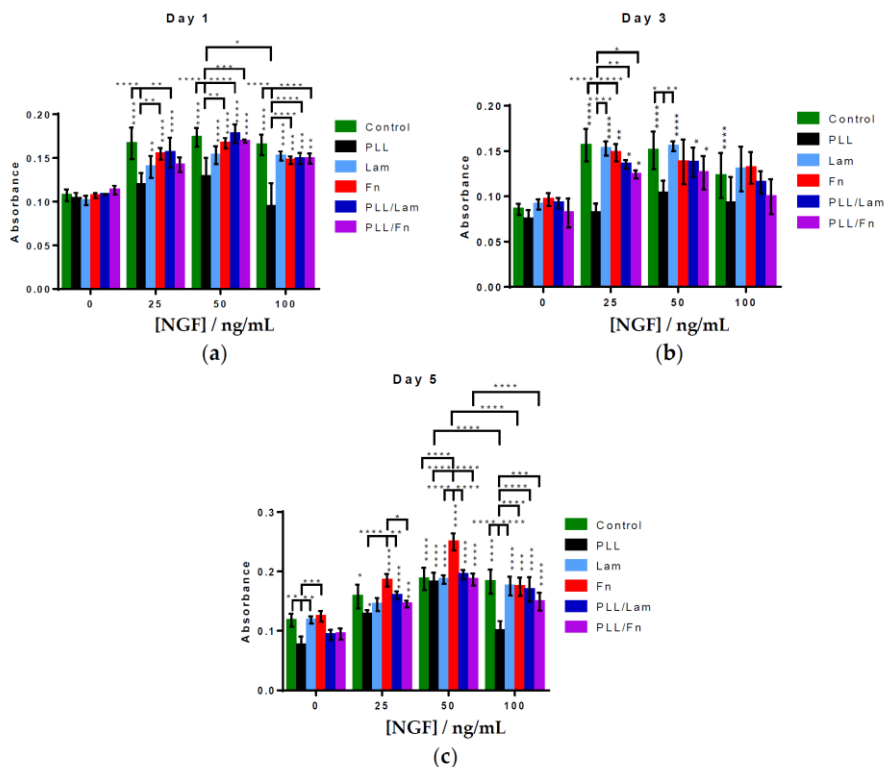 Day 1
Absorbance
0.20
0.15
0.10
0.05
0.00
0 25 50 100
[NGF] / ng/mL
Control
PLL
Lam
Fn
PLL/Lam
PLL/Fn
(a)
Day 3
Absorbance
0.20
0.15
0.10
0.05
0.00
0 25 50 100
[NGF] / ng/mL
Control
PLL
Lam
Fn
PLL/Lam
PLL/Fn
(b)
Day 5
Absorbance
0.3
0.2
0.1
0.0
0 25 50 100
[NGF] / ng/mL
Control
PLL
Lam
Fn
PLL/Lam
PLL/Fn
(c)